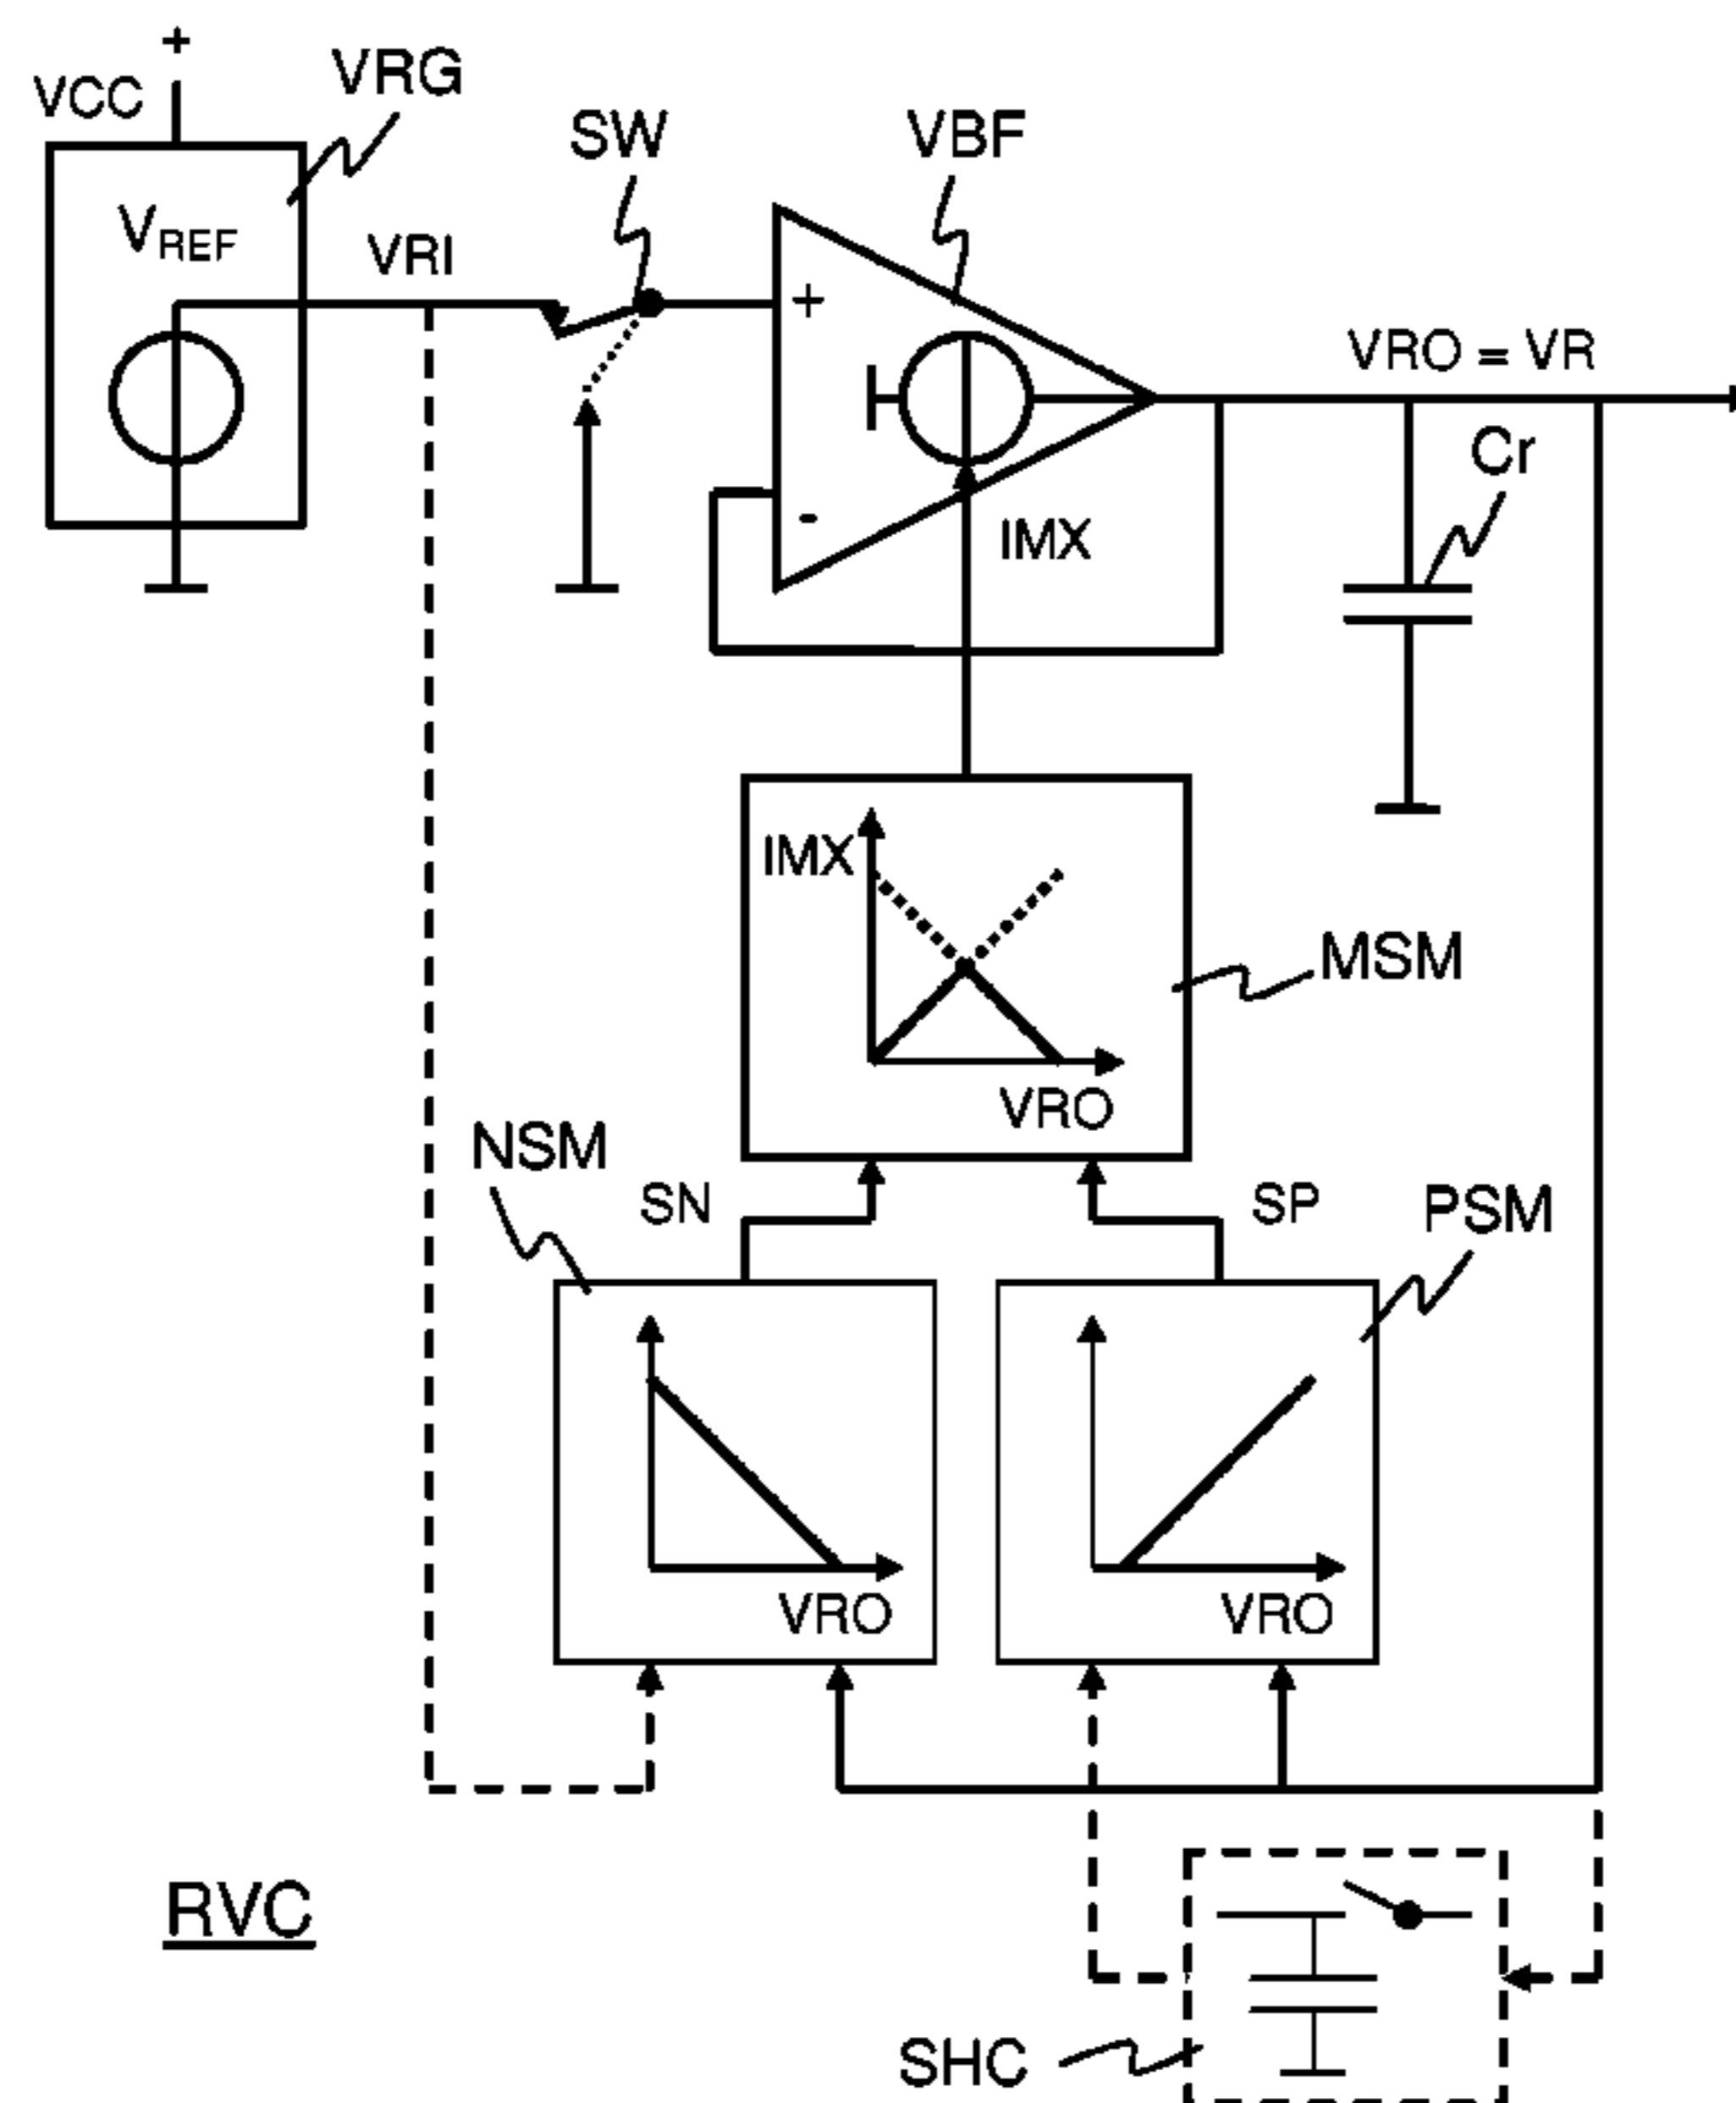 +
VCC
VRG
SW
VBF
VREF
VRI
+
VRO = VR
Cr
-
IMX
IMX
MSM
VRO
NSM
SN
SP
PSM
VRO
VRO
RVC
SHC